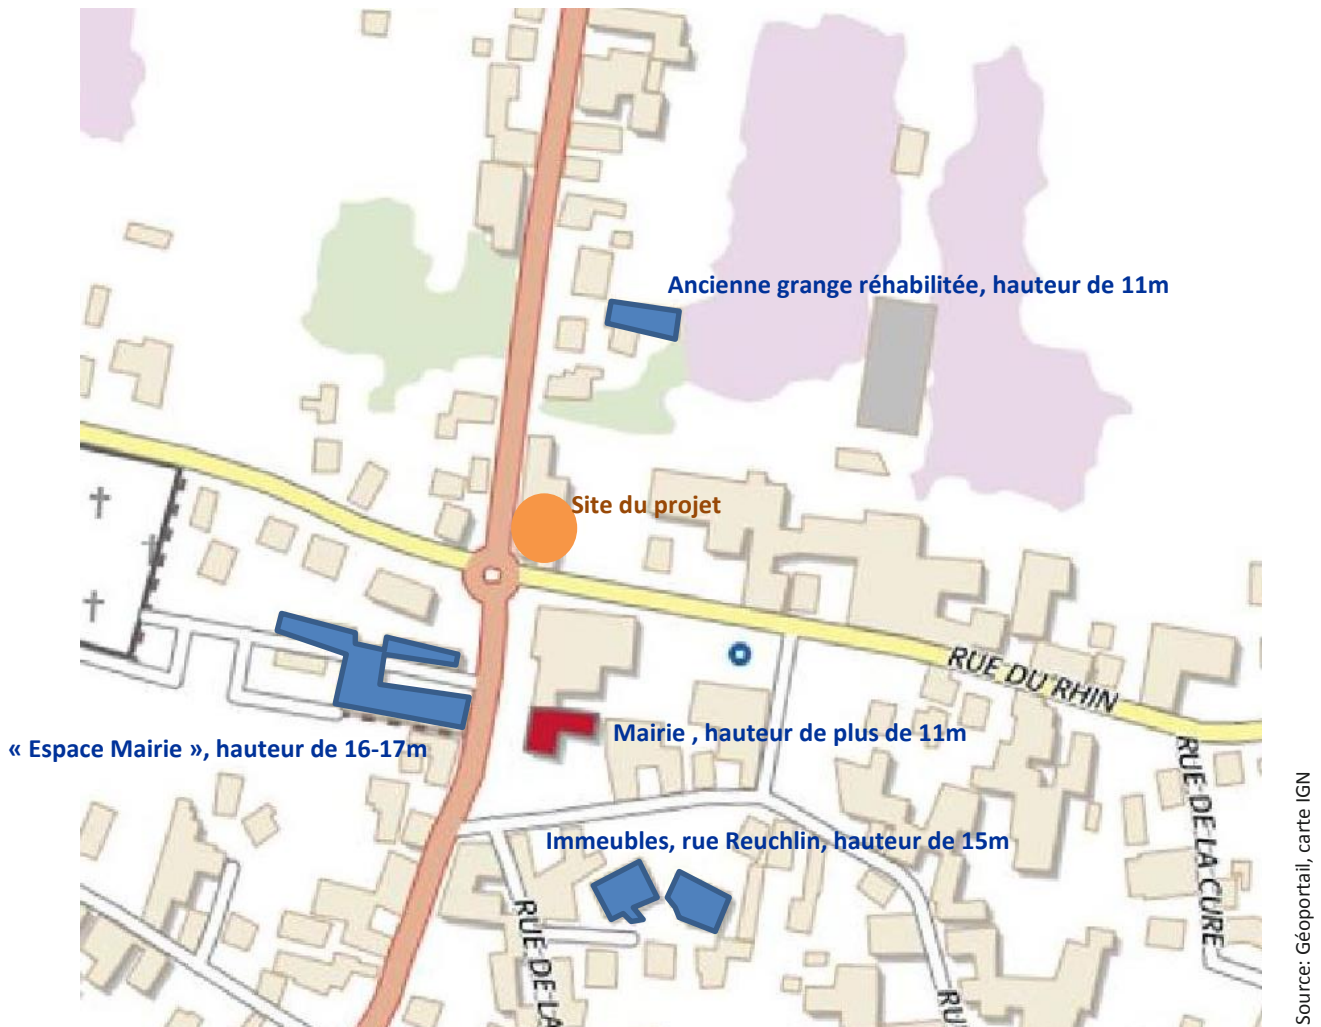 Ancienne grange réhabilitée, hauteur de 11m
Site du projet
RUE DU RHIN
« Espace Mairie », hauteur de 16-17m
Mairie , hauteur de plus de 11m
RUE DE LA CURE
Immeubles, rue Reuchlin, hauteur de 15m
RUE DE LA
RU
Source: Géoportail, carte IGN